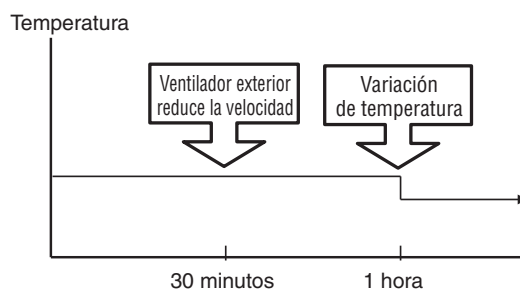 Temperatura
Ventilador exterior
reduce la velocidad
Variación
de temperatura
30 minutos
1 hora